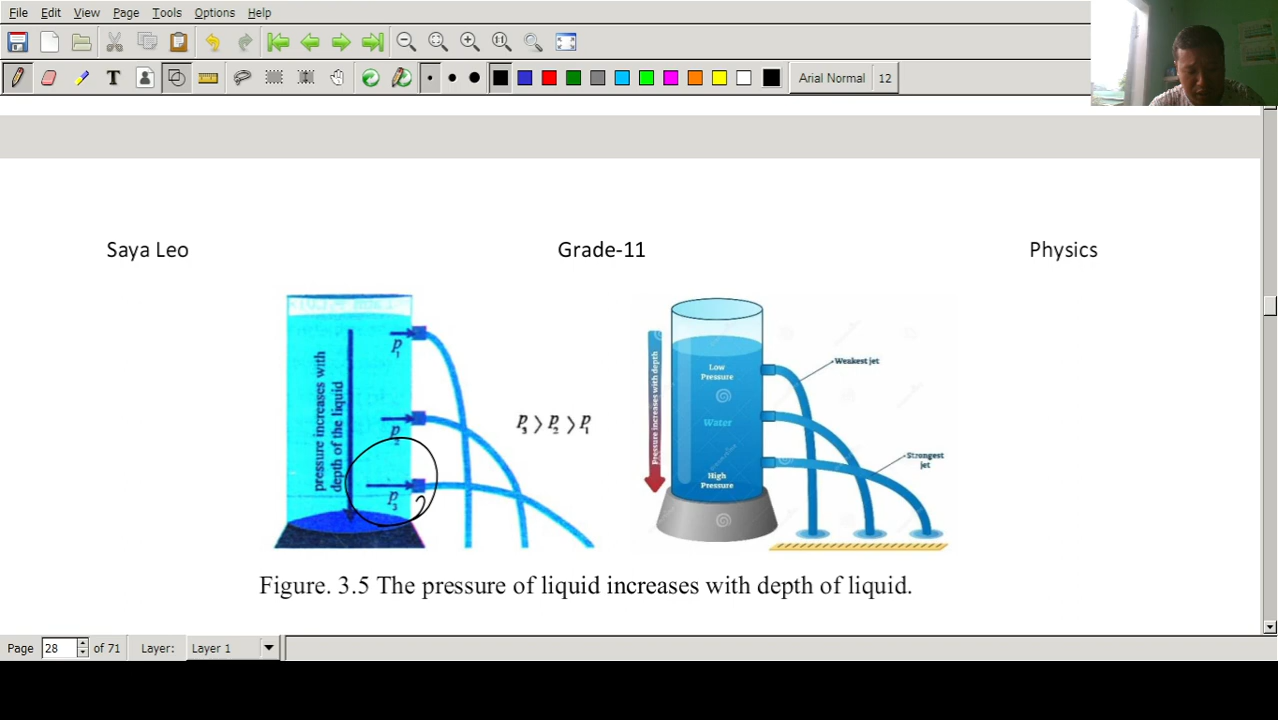 File Edit View Page Tools Options Help
Arial Normal 12
Saya Leo Grade-11 Physics
pressure increases with
depth of the liquid
P1
P2
P3
P3 > P2 > P1
Pressure increases with depth
Low
Pressure
Water
High
Pressure
Weakest jet
Strongest
jet
Figure. 3.5 The pressure of liquid increases with depth of liquid.
Page 28 of 71 Layer: Layer 1